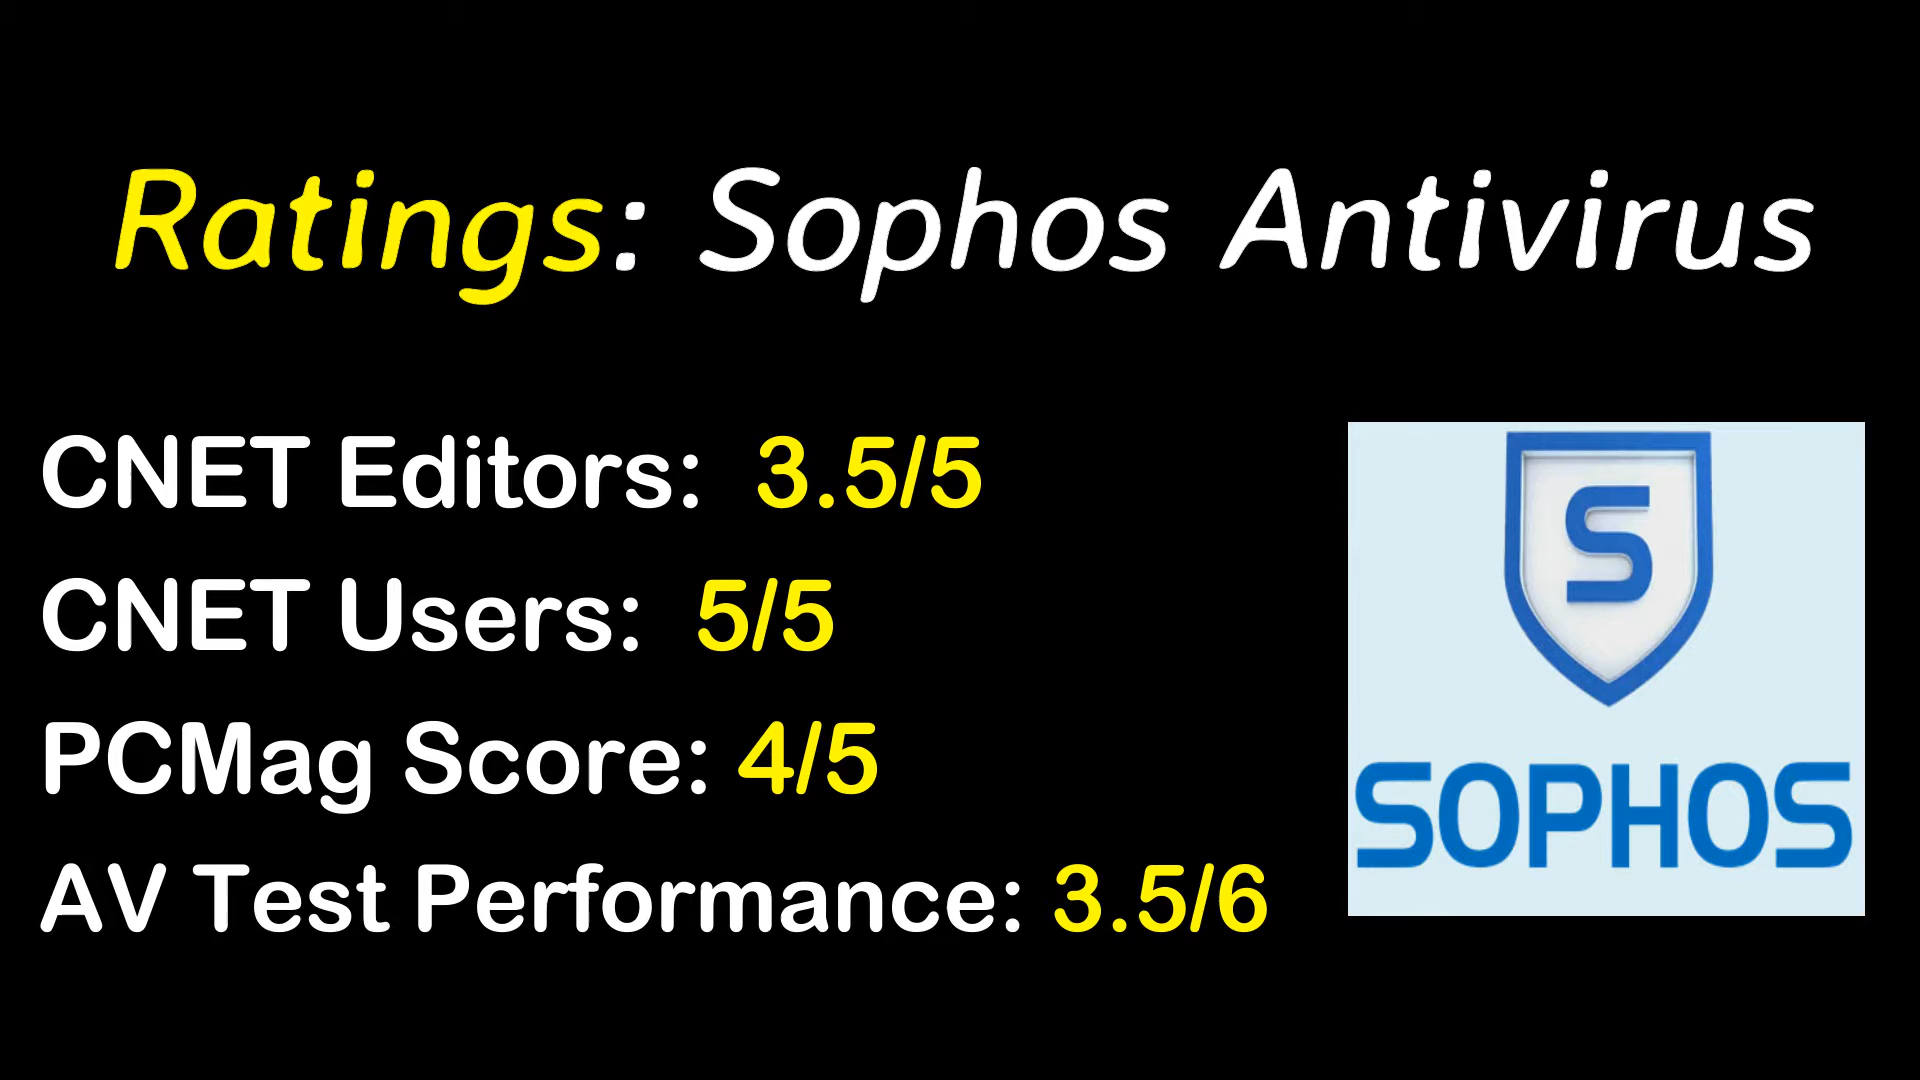 Ratings: Sophos Antivirus
CNET Editors: 3.5/5
CNET Users: 5/5
PCMag Score: 4/5
AV Test Performance: 3.5/6
S
SOPHOS